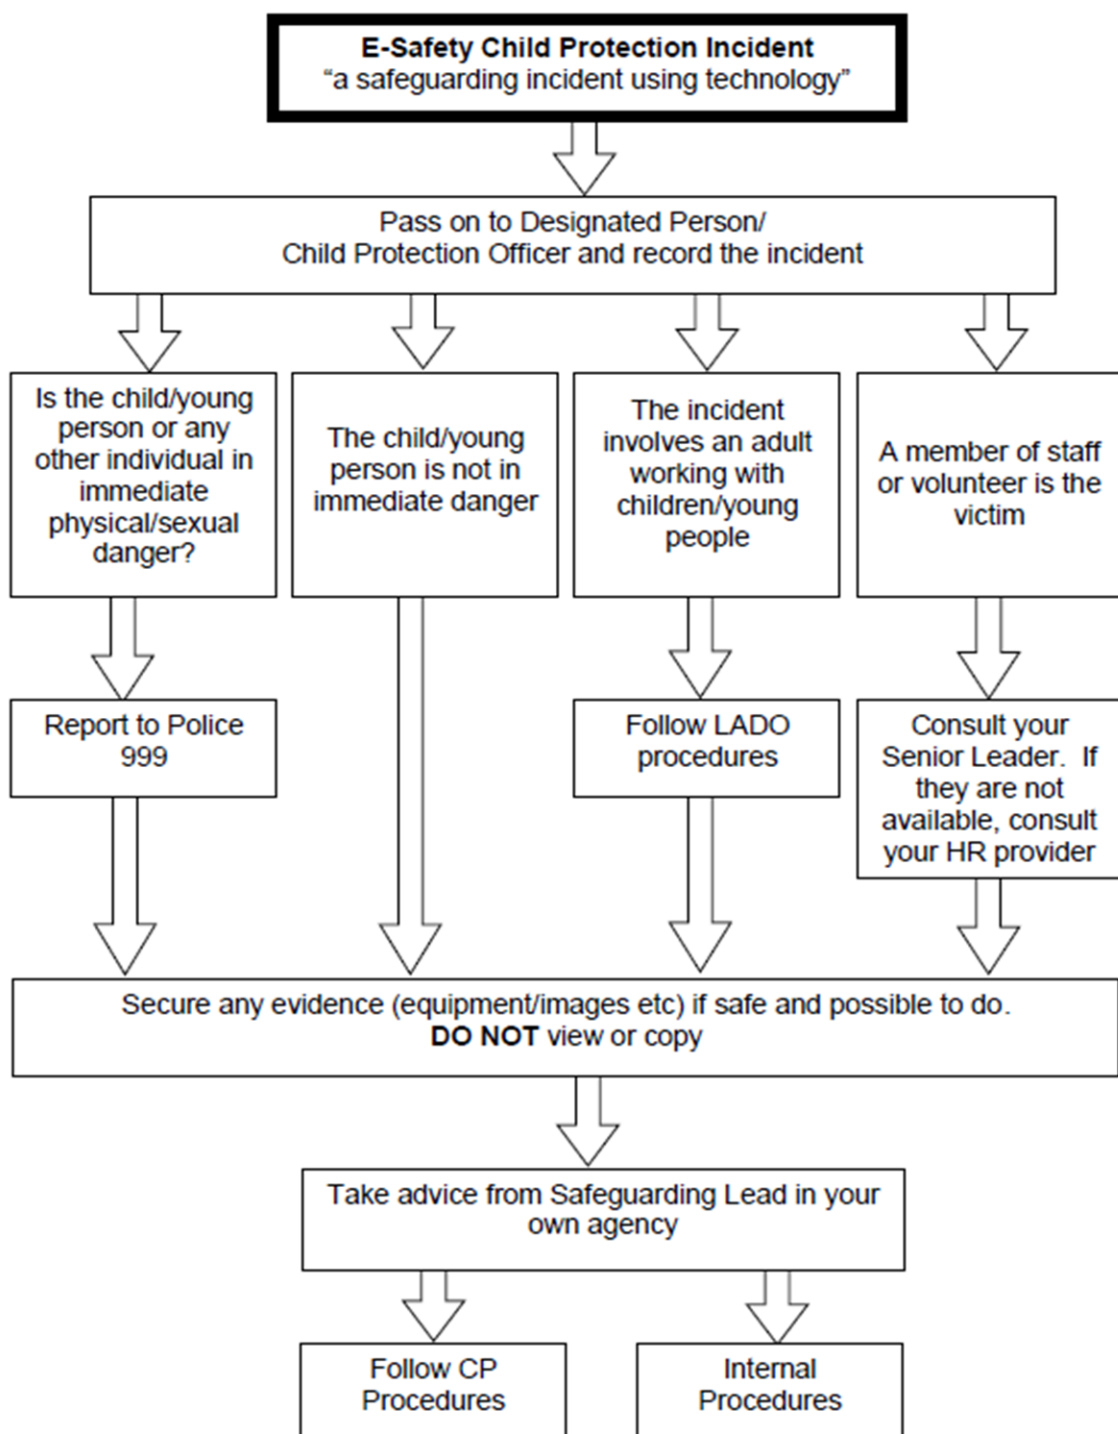 E-Safety Child Protection Incident
“a safeguarding incident using technology”
Pass on to Designated Person/
Child Protection Officer and record the incident
Is the child/young
person or any
other individual in
immediate
physical/sexual
danger?
The child/young
person is not in
immediate danger
The incident
involves an adult
working with
children/young
people
A member of staff
or volunteer is the
victim
Report to Police
999
Follow LADO
procedures
Consult your
Senior Leader.  If
they are not
available, consult
your HR provider
Secure any evidence (equipment/images etc) if safe and possible to do.
DO NOT view or copy
Take advice from Safeguarding Lead in your
own agency
Follow CP
Procedures
Internal
Procedures